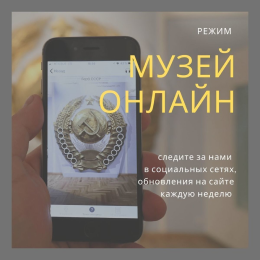 РЕЖИМ
МУЗЕЙ
ОНЛАЙН
следите за нами
в социальных сетях,
обновления на сайте
каждую неделю